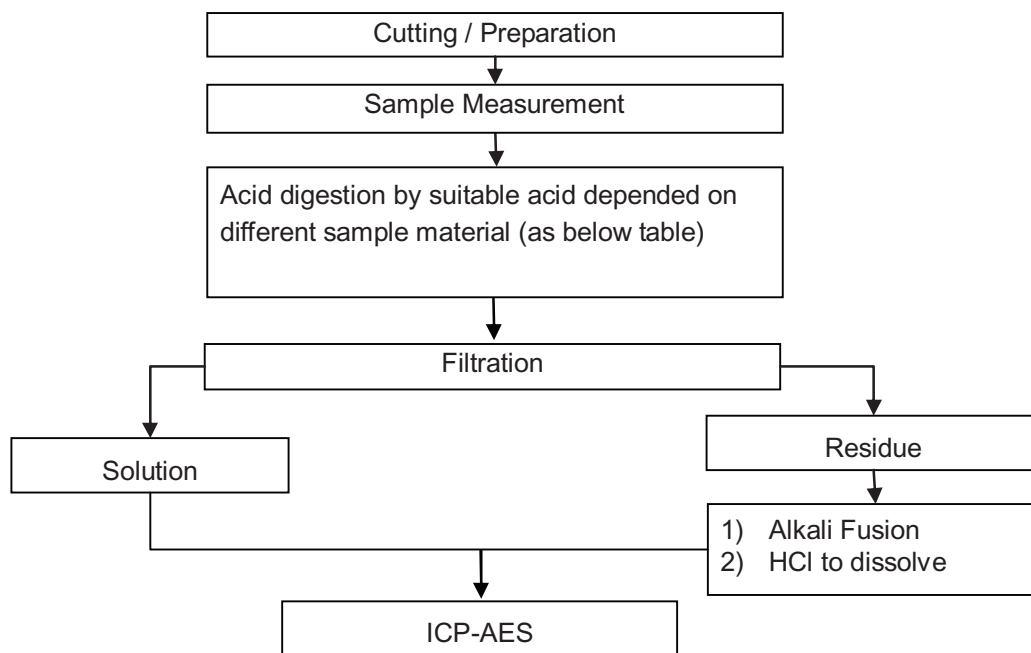 Cutting / Preparation
Sample Measurement
Acid digestion by suitable acid depended on
different sample material (as below table)
Filtration
Solution
Residue
1) Alkali Fusion
2) HCl to dissolve
ICP-AES